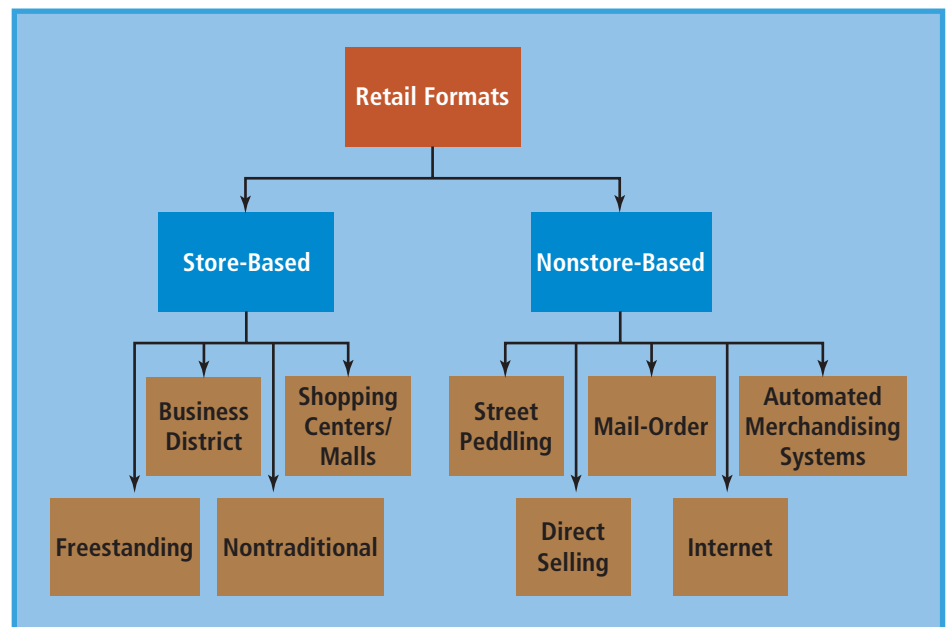 Retail Formats
Store-Based
Nonstore-Based
Business
District
Shopping
Centers/
Malls
Street
Peddling
Mail-Order
Automated
Merchandising
Systems
Freestanding
Nontraditional
Direct
Selling
Internet